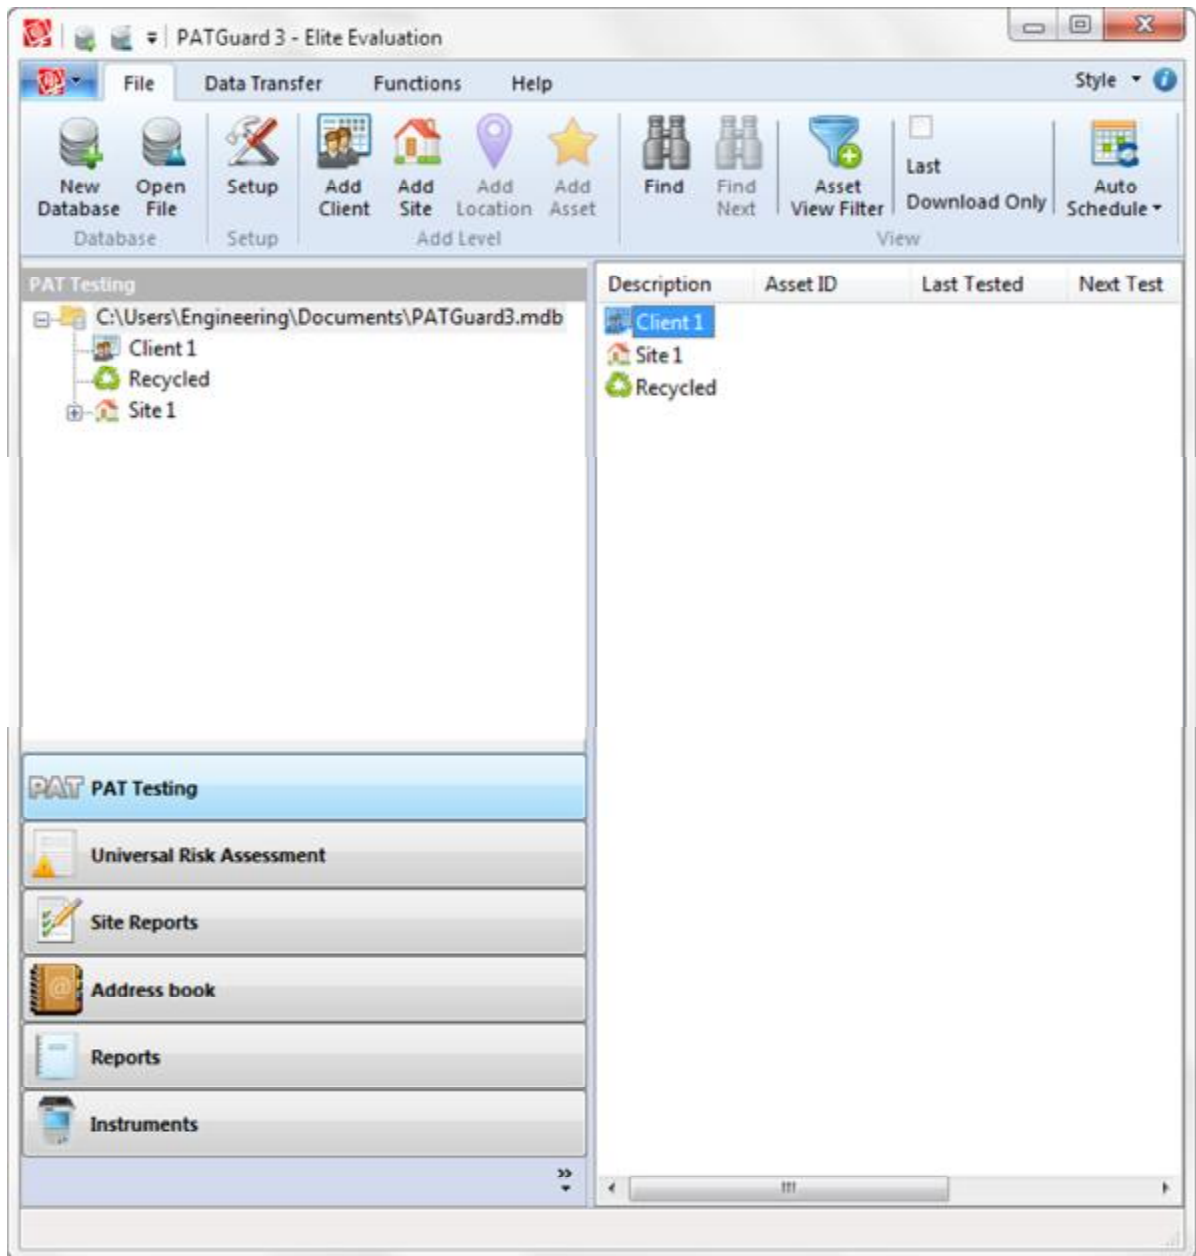 PATGuard 3 - Elite Evaluation
File Data Transfer Functions Help Style
New Database
Open File
Setup
Add Client
Add Site
Add Location
Add Asset
Find
Find Next
Asset View Filter
Last
Download Only
Auto Schedule
Database Setup Add Level View
PAT Testing
C:\Users\Engineering\Documents\PATGuard3.mdb
Client 1
Recycled
Site 1
Description Asset ID Last Tested Next Test
Client 1
Site 1
Recycled
PAT PAT Testing
Universal Risk Assessment
Site Reports
Address book
Reports
Instruments